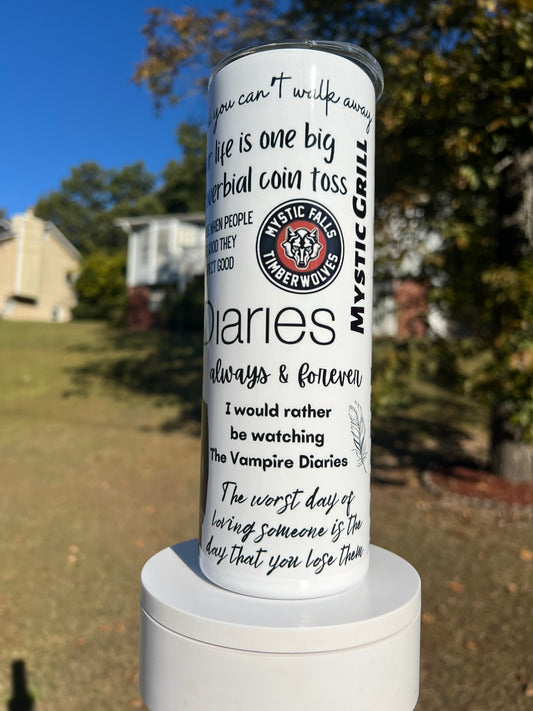 you can't walk away
life is one big
verbial coin toss
WHEN PEOPLE
GOOD THEY
ECT GOOD
MYSTIC FALLS
TIMBERWOLVES
MYSTIC GRILL
Diaries
always & forever
I would rather
be watching
The Vampire Diaries
The worst day of
loving someone is the
day that you lose them